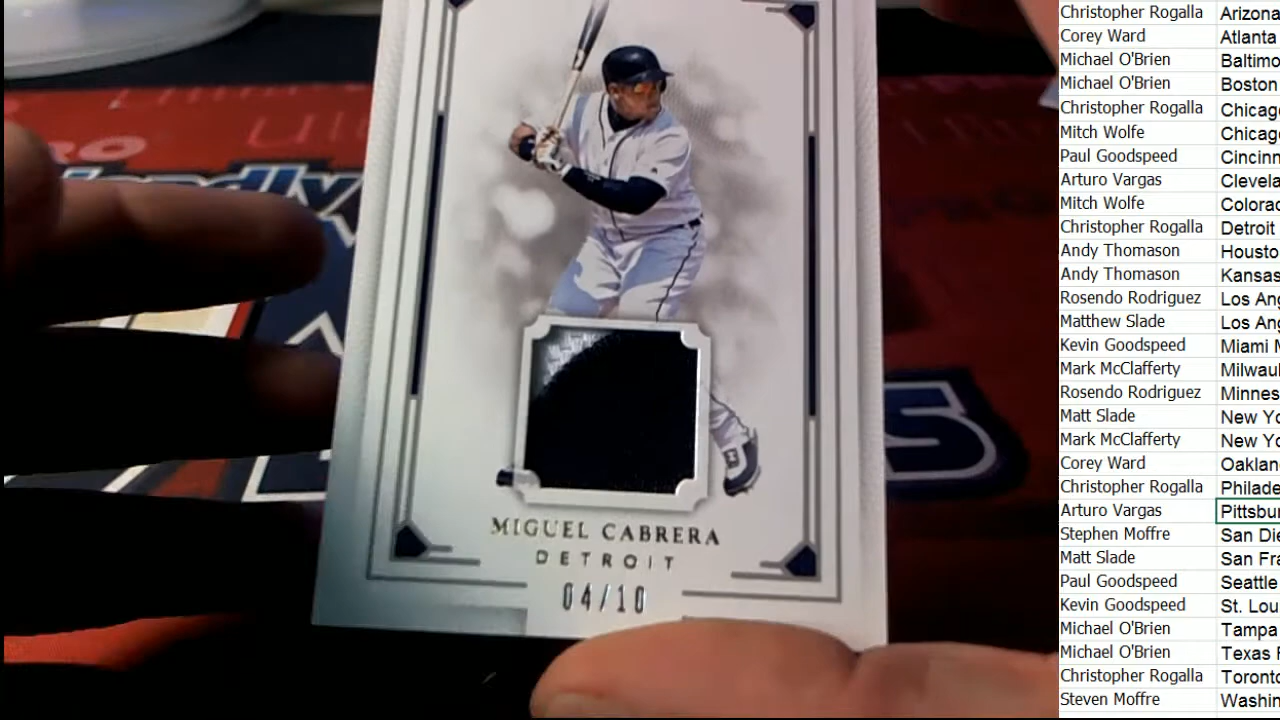 MIGUEL CABRERA
DETROIT
04/10
Christopher Rogalla Arizona
Corey Ward Atlanta
Michael O'Brien Baltimo
Michael O'Brien Boston
Christopher Rogalla Chicag
Mitch Wolfe Chicag
Paul Goodspeed Cincinn
Arturo Vargas Clevela
Mitch Wolfe Colorad
Christopher Rogalla Detroit
Andy Thomason Housto
Andy Thomason Kansas
Rosendo Rodriguez Los Ang
Matthew Slade Los Ang
Kevin Goodspeed Miami M
Mark McClafferty Milwau
Rosendo Rodriguez Minnes
Matt Slade New Yo
Mark McClafferty New Yo
Corey Ward Oakland
Christopher Rogalla Philade
Arturo Vargas Pittsbur
Stephen Moffre San Die
Matt Slade San Fra
Paul Goodspeed Seattle
Kevin Goodspeed St. Lou
Michael O'Brien Tampa
Michael O'Brien Texas
Christopher Rogalla Toronto
Steven Moffre Washin